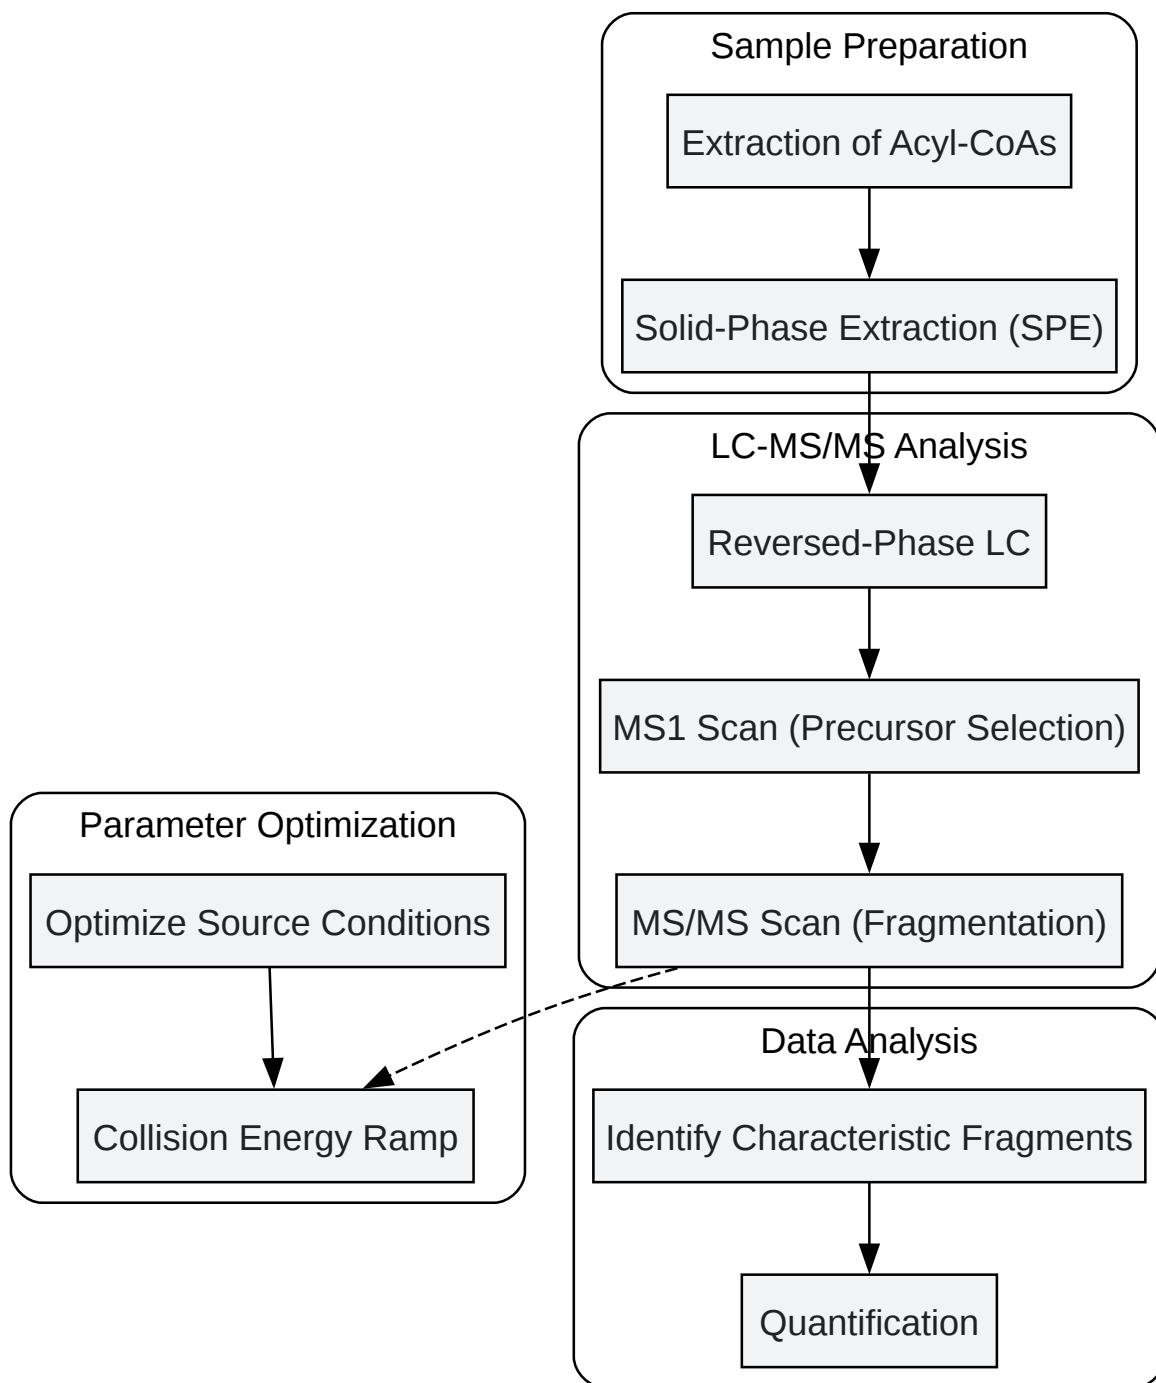 Sample Preparation
Extraction of Acyl-CoAs
Solid-Phase Extraction (SPE)
LC-MS/MS Analysis
Reversed-Phase LC
MS1 Scan (Precursor Selection)
MS/MS Scan (Fragmentation)
Parameter Optimization
Optimize Source Conditions
Collision Energy Ramp
Data Analysis
Identify Characteristic Fragments
Quantification